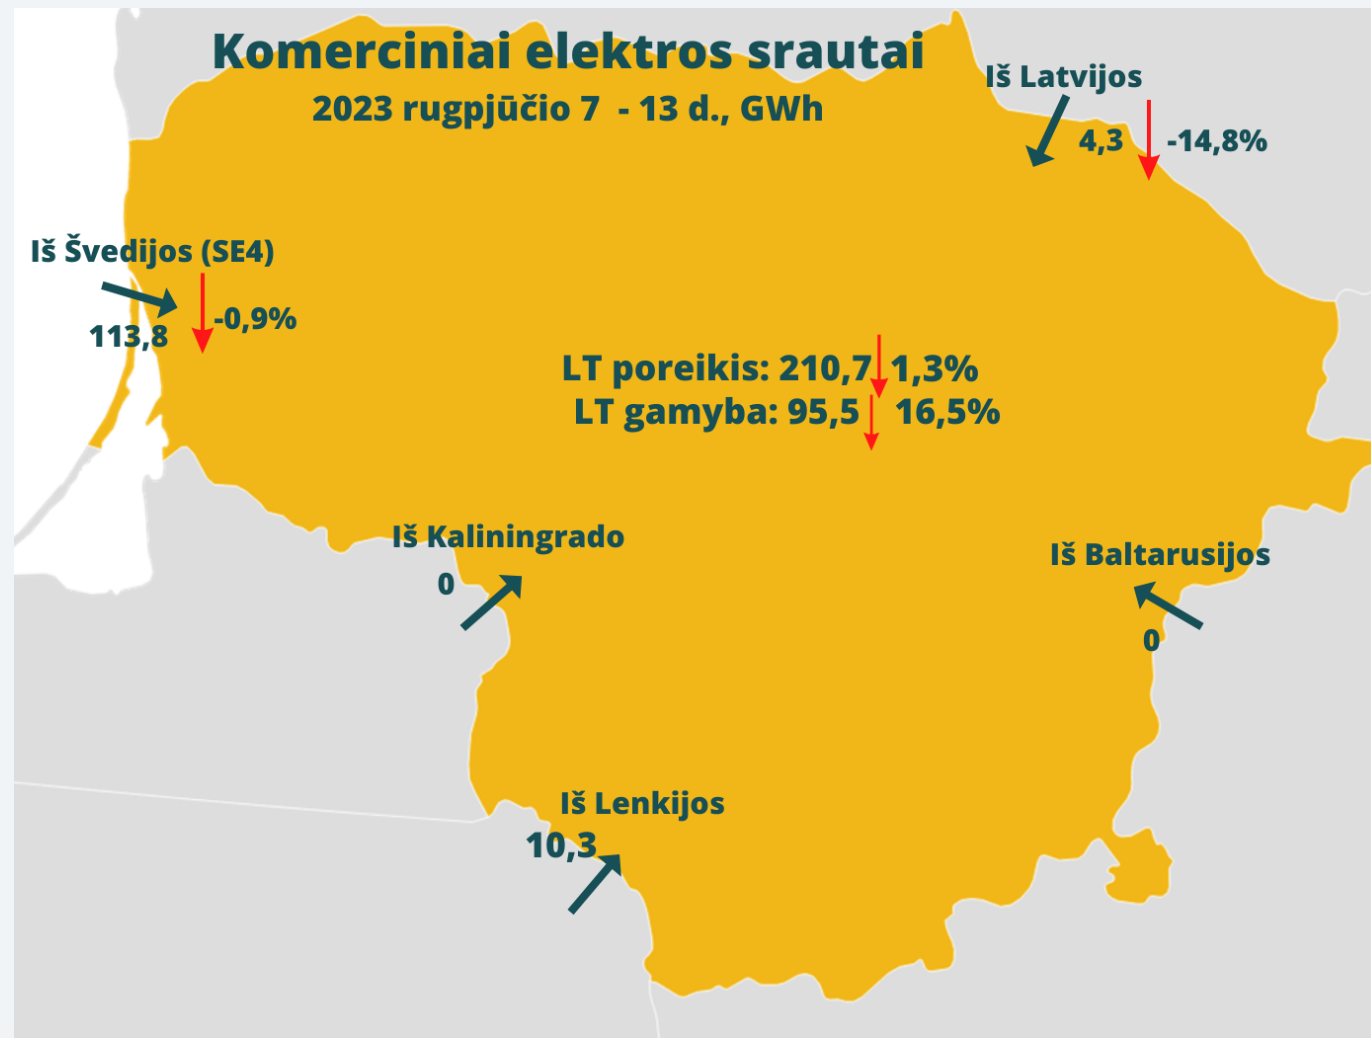 Komerciniai elektros srautai
2023 rugpjūčio 7 - 13 d., GWh
Iš Latvijos
4,3 -14,8%
Iš Švedijos (SE4)
113,8 -0,9%
LT poreikis: 210,7 1,3%
LT gamyba: 95,5 16,5%
Iš Kaliningrado
0
Iš Baltarusijos
0
Iš Lenkijos
10,3